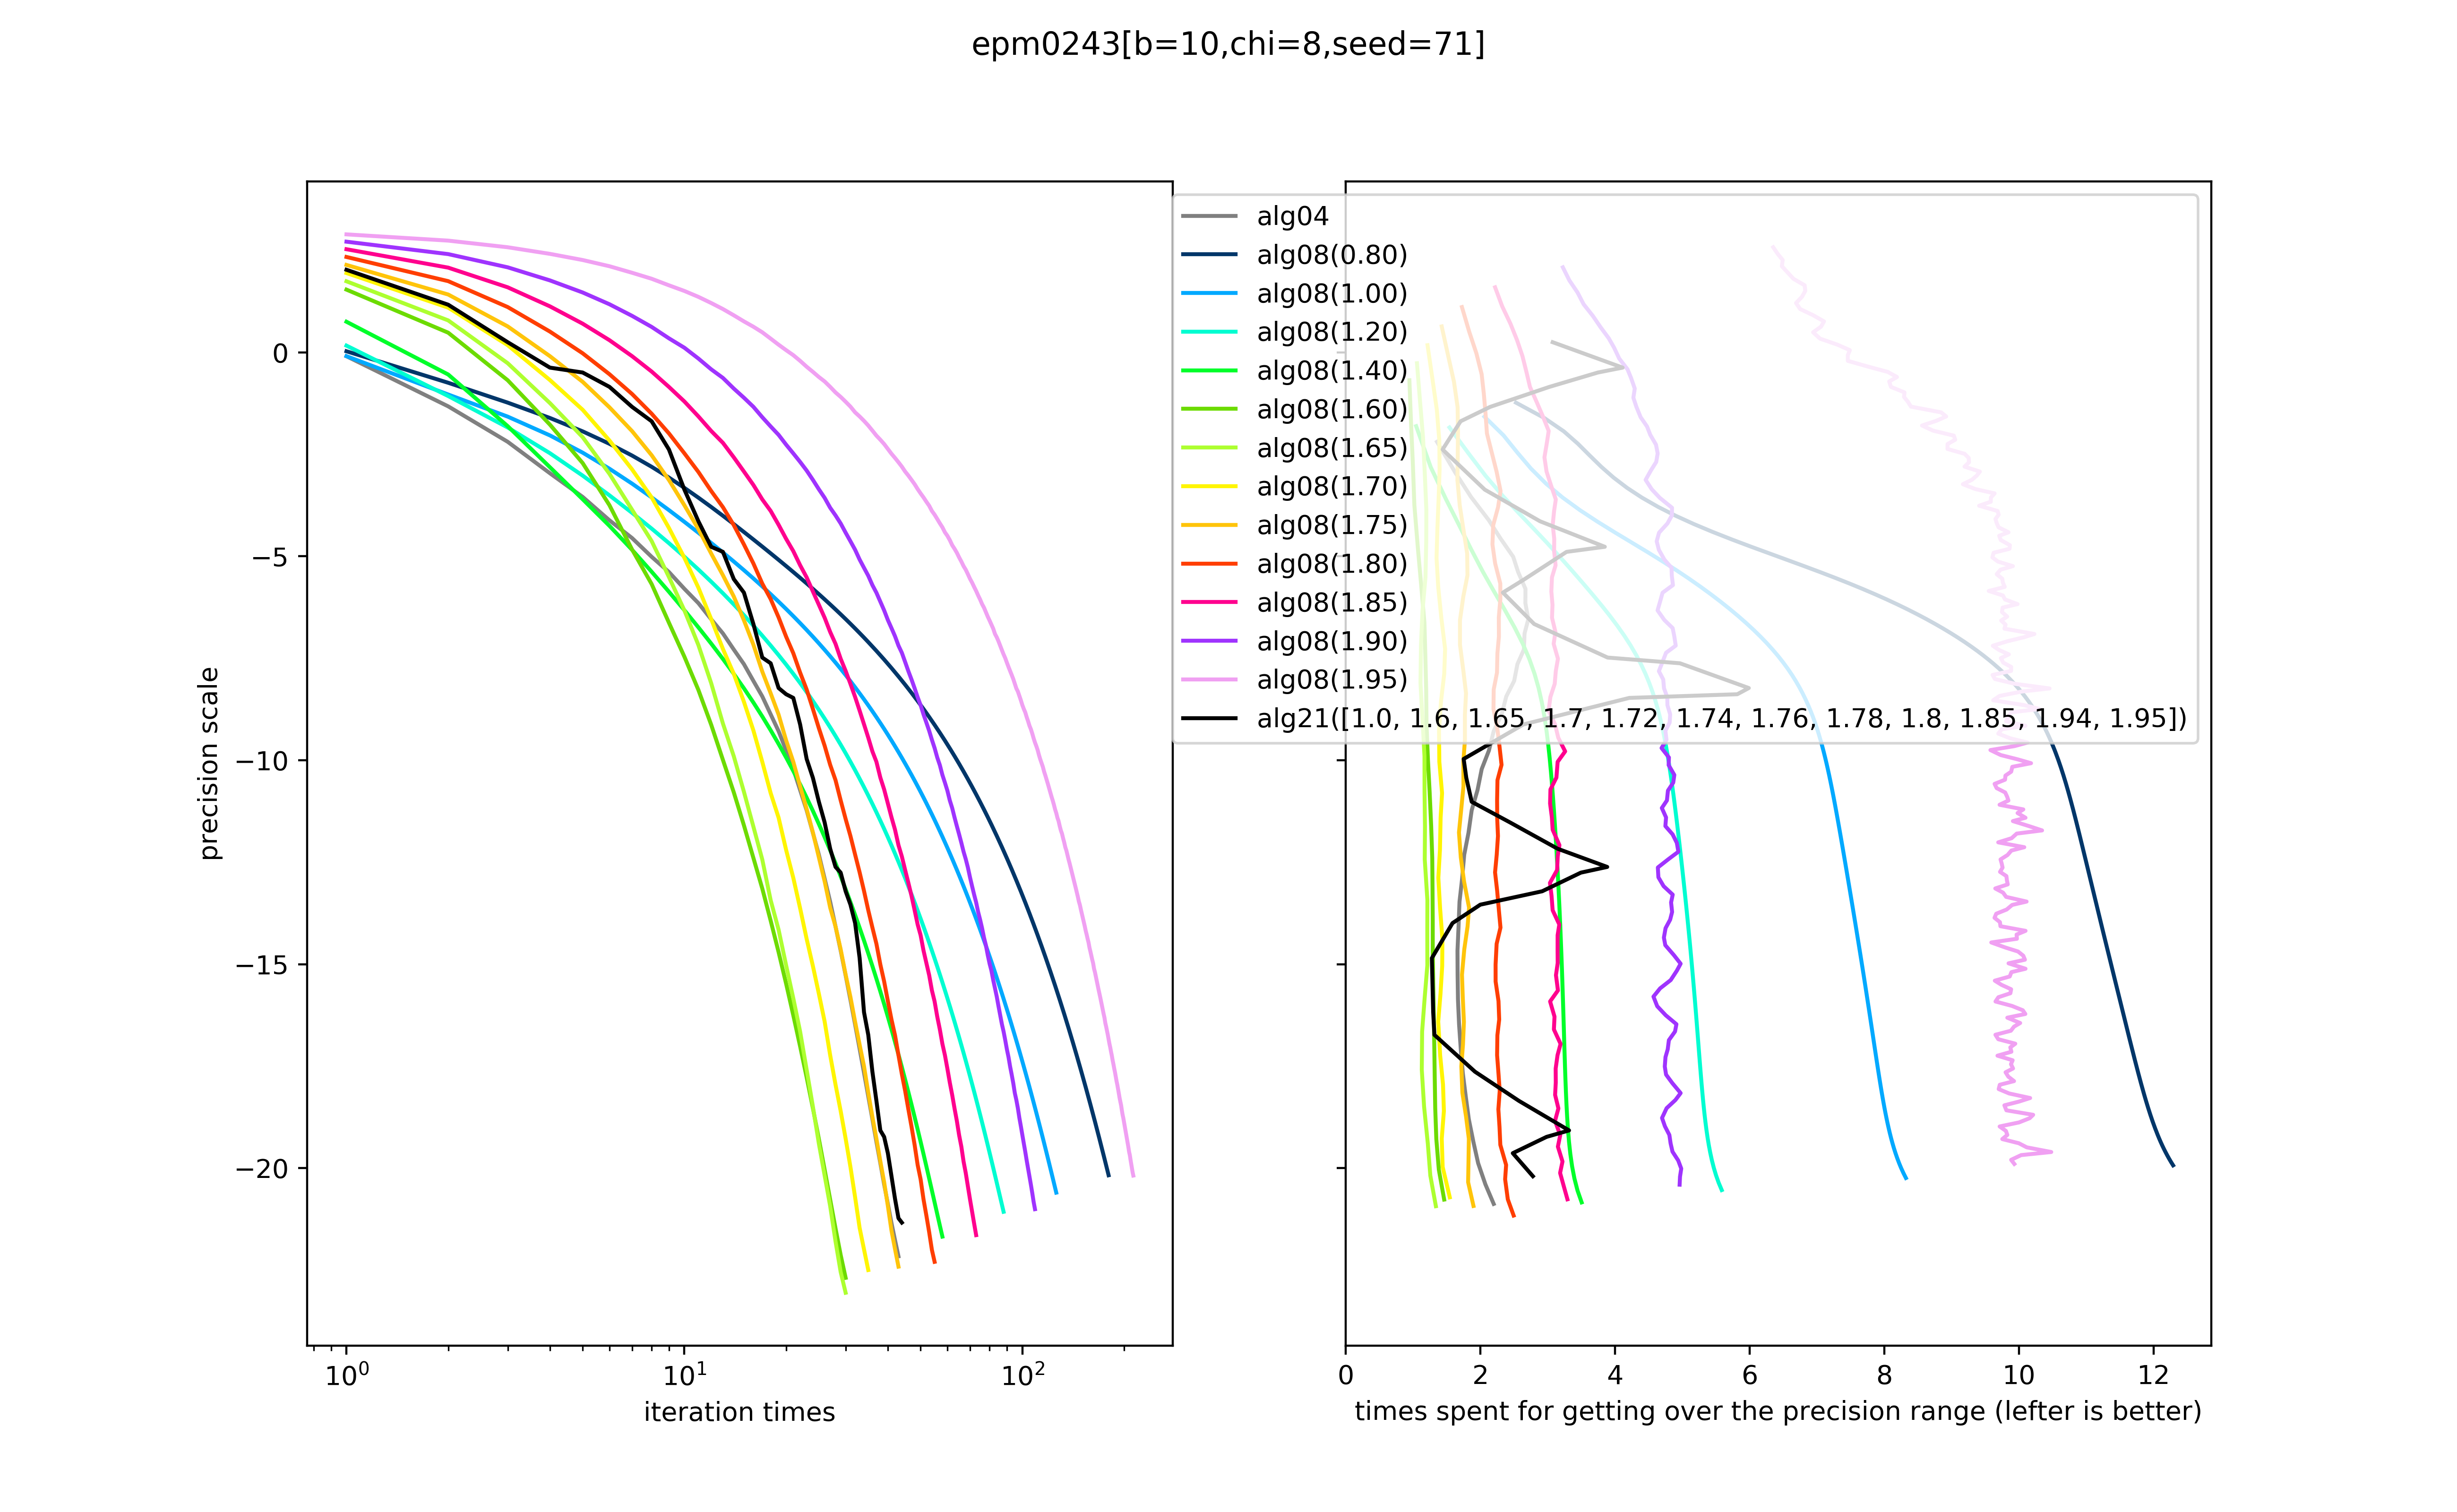 epm0243[b=10,chi=8,seed=71]
precision scale
0
−5
−10
−15
−20
10⁰
10¹
10²
iteration times
alg04
alg08(0.80)
alg08(1.00)
alg08(1.20)
alg08(1.40)
alg08(1.60)
alg08(1.65)
alg08(1.70)
alg08(1.75)
alg08(1.80)
alg08(1.85)
alg08(1.90)
alg08(1.95)
alg21([1.0, 1.6, 1.65, 1.7, 1.72, 1.74, 1.76, 1.78, 1.8, 1.85, 1.94, 1.95])
0 2 4 6 8 10 12
times spent for getting over the precision range (lefter is better)